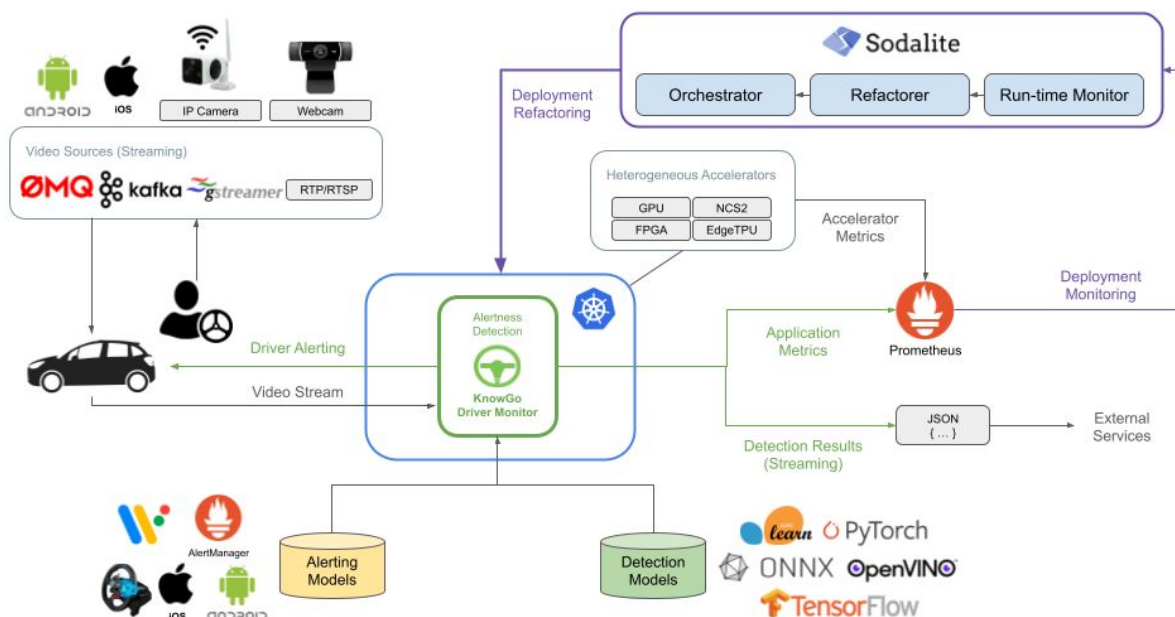 Sodalite
Orchestrator
Refactorer
Run-time Monitor
Deployment
Refactoring
ANDROID
iOS
IP Camera
Webcam
Video Sources (Streaming)
ØMQ
kafka
gstreamer
RTP/RTSP
Heterogeneous Accelerators
GPU
NCS2
FPGA
EdgeTPU
Accelerator
Metrics
Deployment
Monitoring
Alertness
Detection
KnowGo
Driver Monitor
Driver Alerting
Video Stream
Application
Metrics
Prometheus
Detection Results
(Streaming)
JSON
{ ... }
External
Services
AlertManager
iOS
ANDROID
Alerting
Models
Detection
Models
learn
PyTorch
ONNX
OpenVINO
TensorFlow